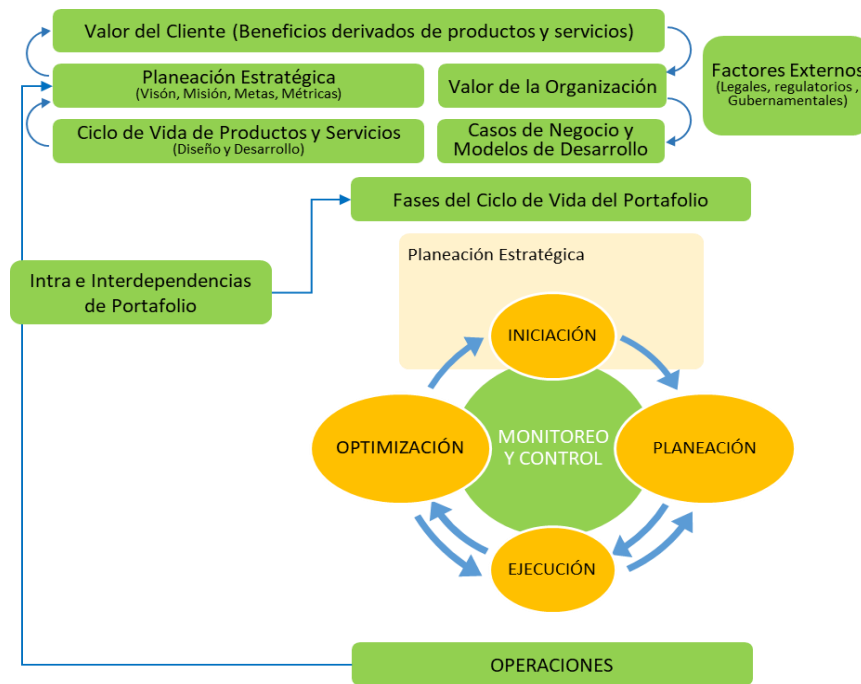 Valor del Cliente (Beneficios derivados de productos y servicios)
Planeación Estratégica
(Visón, Misión, Metas, Métricas)
Valor de la Organización
Factores Externos
(Legales, regulatorios ,
Gubernamentales)
Ciclo de Vida de Productos y Servicios
(Diseño y Desarrollo)
Casos de Negocio y
Modelos de Desarrollo
Fases del Ciclo de Vida del Portafolio
Planeación Estratégica
Intra e Interdependencias
de Portafolio
INICIACIÓN
OPTIMIZACIÓN
MONITOREO
Y CONTROL
PLANEACIÓN
EJECUCIÓN
OPERACIONES